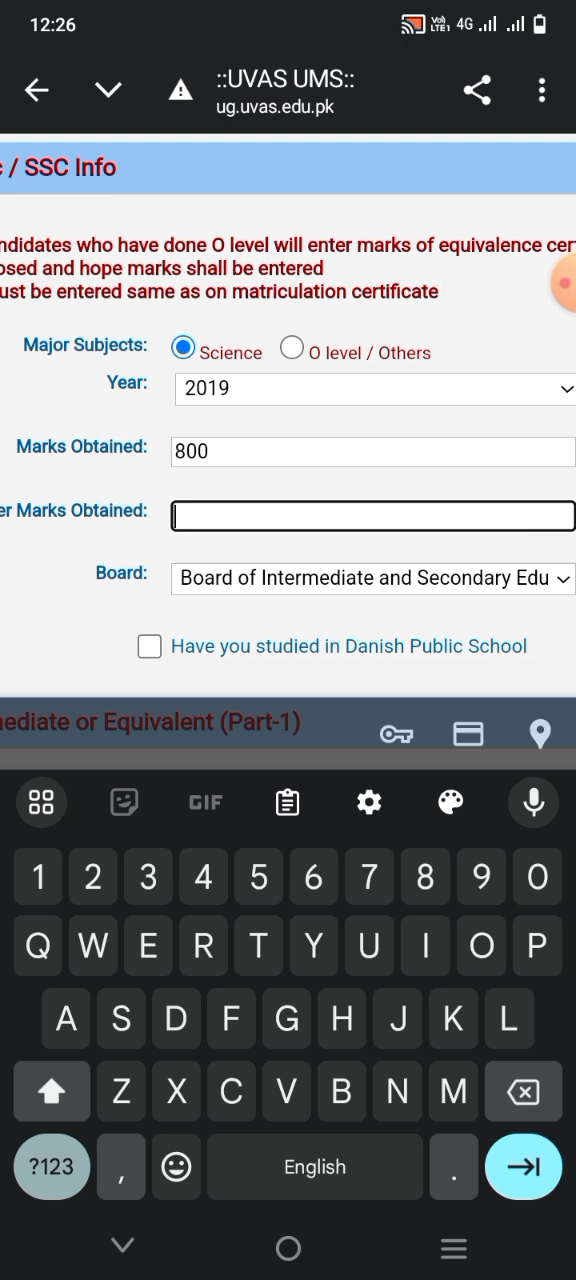 12:26
Vo)
LTE1
4G
::UVAS UMS::
ug.uvas.edu.pk
/ SSC Info
ndidates who have done O level will enter marks of equivalence cer
osed and hope marks shall be entered
ust be entered same as on matriculation certificate
Major Subjects: Science O level / Others
Year: 2019
Marks Obtained: 800
er Marks Obtained:
Board: Board of Intermediate and Secondary Edu
Have you studied in Danish Public School
ediate or Equivalent (Part-1)
GIF
1 2 3 4 5 6 7 8 9 0
Q W E R T Y U I O P
A S D F G H J K L
Z X C V B N M
?123 , English .